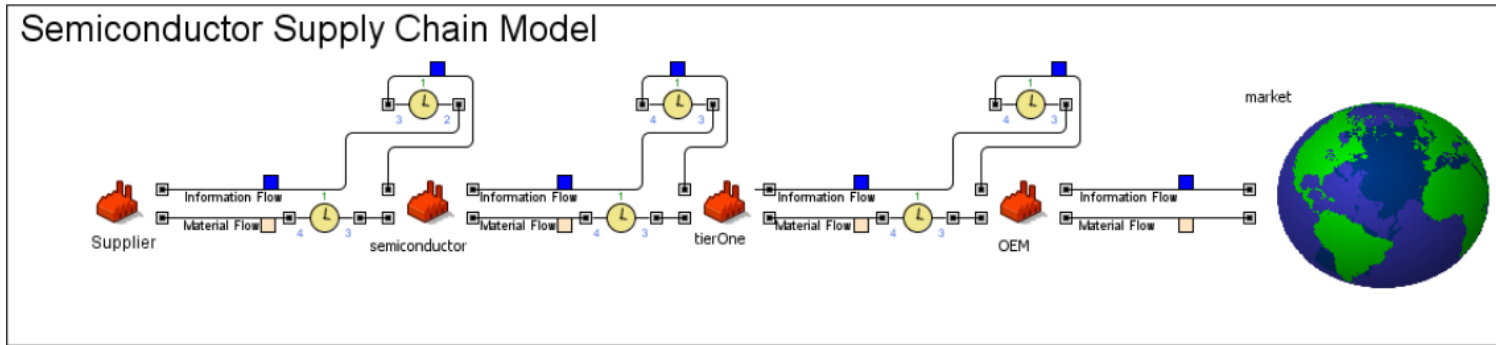 Semiconductor Supply Chain Model
1
3 2
1
4 3
1
4 3
market
Information Flow
1
Material Flow
4 3
Supplier
semiconductor
Information Flow
1
Material Flow
4 3
tierOne
Information Flow
1
Material Flow
4 3
OEM
Information Flow
Material Flow